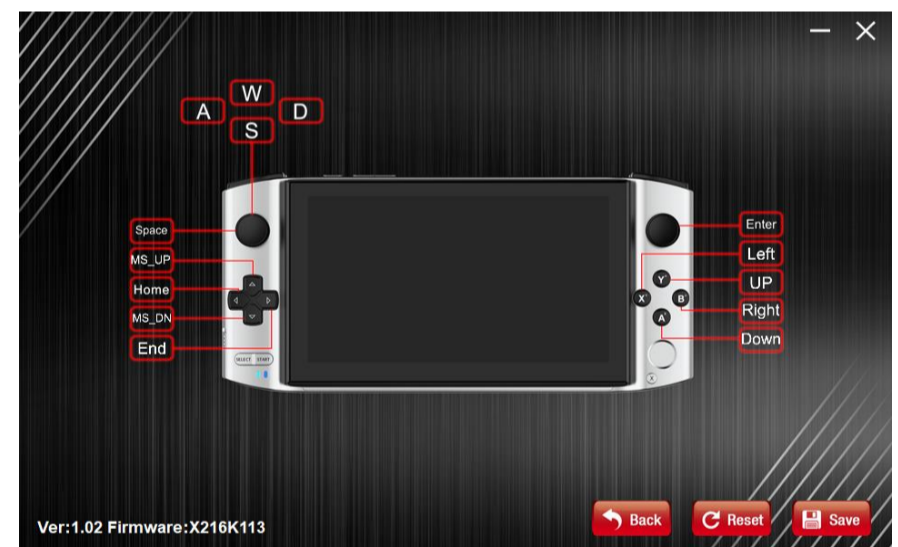 W
A
D
S
Space
MS_UP
Home
MS_DN
End
SELECT START
Enter
Left
UP
Right
Down
Y
X
B
A
X
Ver:1.02 Firmware:X216K113
Back
Reset
Save